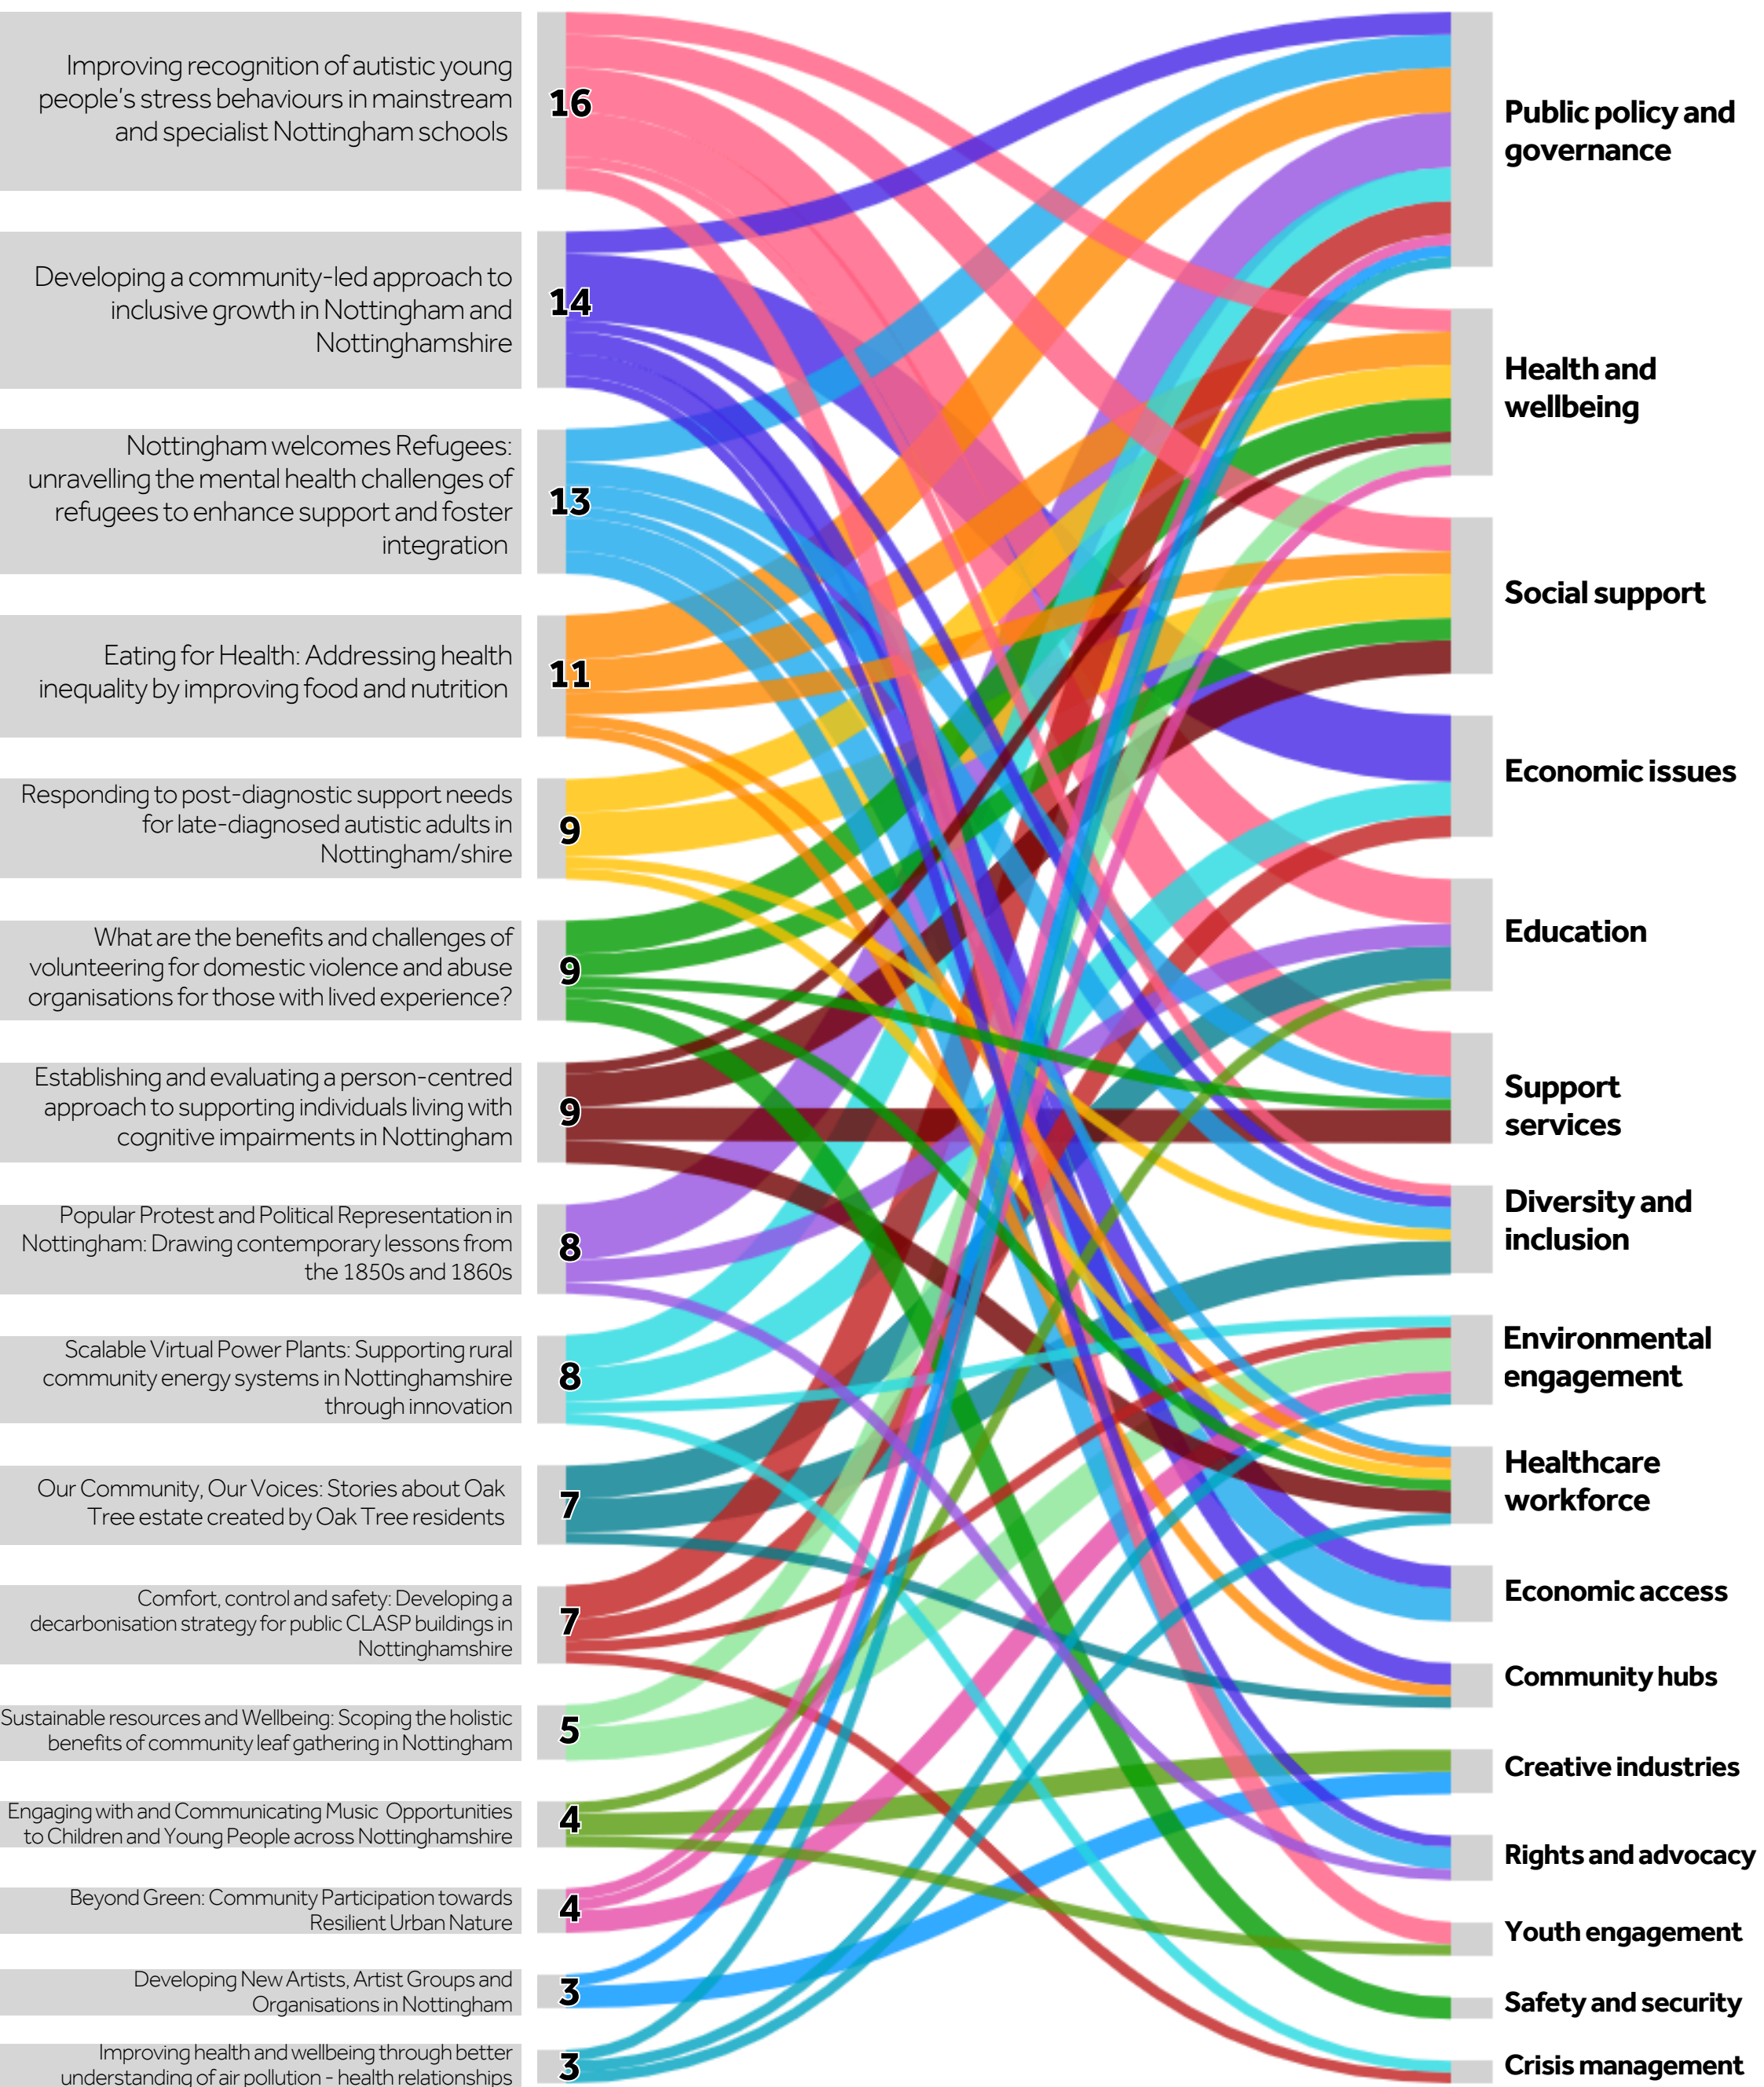 Improving recognition of autistic young
people's stress behaviours in mainstream
and specialist Nottingham schools
16
Developing a community-led approach to
inclusive growth in Nottingham and
Nottinghamshire
14
Nottingham welcomes Refugees:
unravelling the mental health challenges of
refugees to enhance support and foster
integration
13
Eating for Health: Addressing health
inequality by improving food and nutrition
11
Responding to post-diagnostic support needs
for late-diagnosed autistic adults in
Nottingham/shire
9
What are the benefits and challenges of
volunteering for domestic violence and abuse
organisations for those with lived experience?
9
Establishing and evaluating a person-centred
approach to supporting individuals living with
cognitive impairments in Nottingham
9
Popular Protest and Political Representation in
Nottingham: Drawing contemporary lessons from
the 1850s and 1860s
8
Scalable Virtual Power Plants: Supporting rural
community energy systems in Nottinghamshire
through innovation
8
Our Community, Our Voices: Stories about Oak
Tree estate created by Oak Tree residents
7
Comfort, control and safety: Developing a
decarbonisation strategy for public CLASP buildings in
Nottinghamshire
7
Sustainable resources and Wellbeing: Scoping the holistic
benefits of community leaf gathering in Nottingham
5
Engaging with and Communicating Music Opportunities
to Children and Young People across Nottinghamshire
4
Beyond Green: Community Participation towards
Resilient Urban Nature
4
Developing New Artists, Artist Groups and
Organisations in Nottingham
3
Improving health and wellbeing through better
understanding of air pollution - health relationships
3
Public policy and
governance
Health and
wellbeing
Social support
Economic issues
Education
Support
services
Diversity and
inclusion
Environmental
engagement
Healthcare
workforce
Economic access
Community hubs
Creative industries
Rights and advocacy
Youth engagement
Safety and security
Crisis management